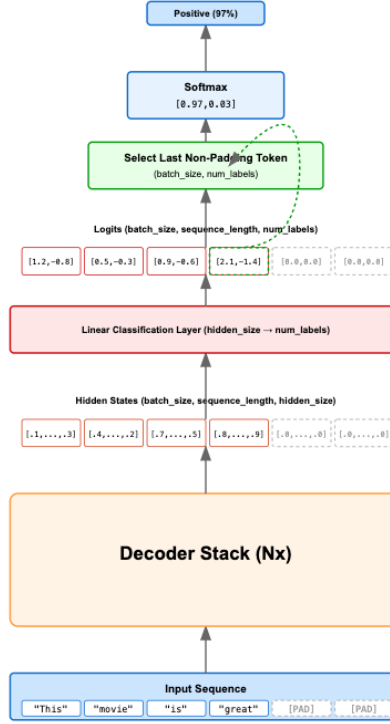 Positive (97%)
Softmax
[0.97,0.03]
Select Last Non-Padding Token
(batch_size, num_labels)
Logits (batch_size, sequence_length, num_labels)
[1.2,-0.8] [0.5,-0.3] [0.9,-0.6] [2.1,-1.4] [0.0,0.0] [0.0,0.0]
Linear Classification Layer (hidden_size → num_labels)
Hidden States (batch_size, sequence_length, hidden_size)
[.1,...,.3] [.4,...,.2] [.7,...,.5] [.8,...,.9] [.0,...,.0] [.0,...,.0]
Decoder Stack (Nx)
Input Sequence
"This" "movie" "is" "great" [PAD] [PAD]